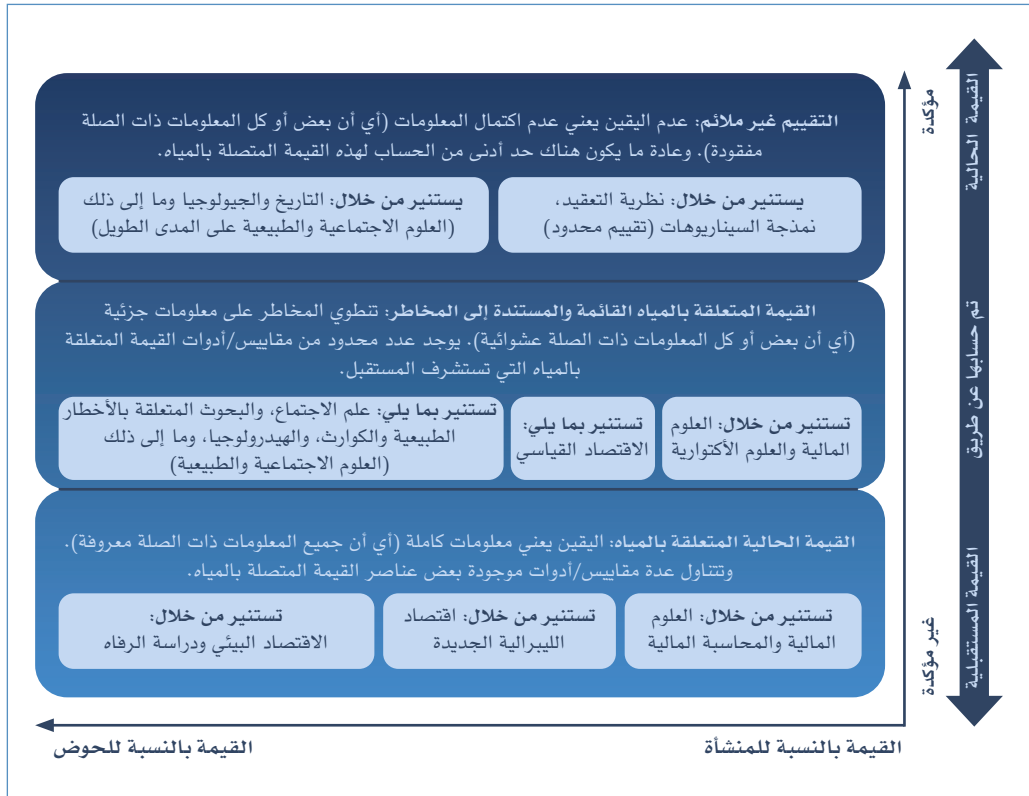 التقييم غير ملائم: عدم اليقين يعني عدم اكتمال المعلومات (أي أن بعض أو كل المعلومات ذات الصلة
مفقودة). وعادة ما يكون هناك حد أدنى من الحساب لهذه القيمة المتصلة بالمياه.
يستنير من خلال: نظرية التعقيد،
نمذجة السيناريوهات (تقييم محدود)
يستنير من خلال: التاريخ والجيولوجيا وما إلى ذلك
(العلوم الاجتماعية والطبيعية على المدى الطويل)
القيمة المتعلقة بالمياه القائمة والمستندة إلى المخاطر: تنطوي المخاطر على معلومات جزئية
(أي أن بعض أو كل المعلومات ذات الصلة عشوائية). يوجد عدد محدود من مقاييس/أدوات القيمة المتعلقة
بالمياه التي تستشرف المستقبل.
تستنير من خلال: العلوم
المالية والعلوم الأكتوارية
تستنير بما يلي:
الاقتصاد القياسي
تستنير بما يلي: علم الاجتماع، والبحوث المتعلقة بالأخطار
الطبيعية والكوارث، والهيدرولوجيا، وما إلى ذلك
(العلوم الاجتماعية والطبيعية)
القيمة الحالية المتعلقة بالمياه: اليقين يعني معلومات كاملة (أي أن جميع المعلومات ذات الصلة معروفة).
وتتناول عدة مقاييس/أدوات موجودة بعض عناصر القيمة المتصلة بالمياه.
تستنير من خلال: العلوم
المالية والمحاسبة المالية
تستنير من خلال: اقتصاد
الليبرالية الجديدة
تستنير من خلال:
الاقتصاد البيئي ودراسة الرفاه
مؤكدة
غير مؤكدة
القيمة الحالية
تم حسابها عن طريق
القيمة المستقبلية
القيمة بالنسبة للمنشأة
القيمة بالنسبة للحوض